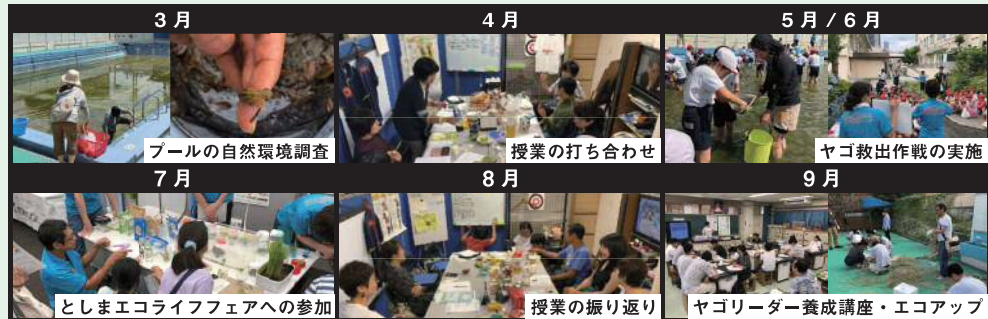 3月
プールの自然環境調査
4月
授業の打ち合わせ
5月 / 6月
ヤゴ救出作戦の実施
7月
としまエコライフフェアへの参加
8月
授業の振り返り
9月
ヤゴリーダー養成講座・エコアップ